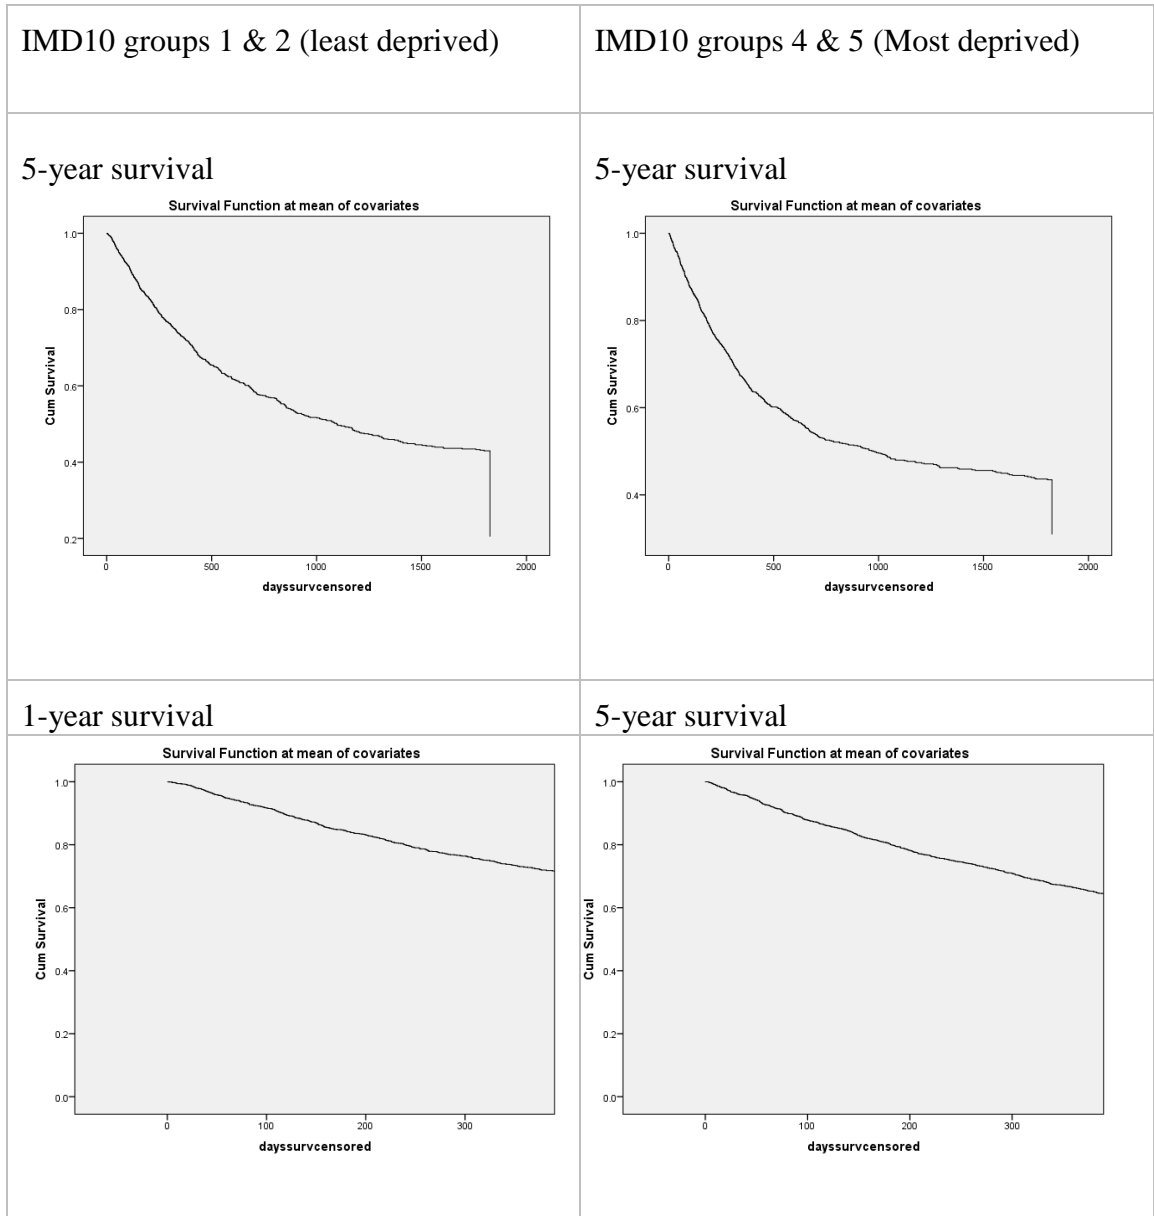 IMD10 groups 1 & 2 (least deprived)
IMD10 groups 4 & 5 (Most deprived)
5-year survival
Survival Function at mean of covariates
1.0
0.8
0.6
0.4
0.2
Cum Survival
0 500 1000 1500 2000
dayssurvcensored
5-year survival
Survival Function at mean of covariates
1.0
0.8
0.6
0.4
Cum Survival
0 500 1000 1500 2000
dayssurvcensored
1-year survival
Survival Function at mean of covariates
1.0
0.8
0.6
0.4
0.2
0.0
Cum Survival
0 100 200 300
dayssurvcensored
5-year survival
Survival Function at mean of covariates
1.0
0.8
0.6
0.4
0.2
0.0
Cum Survival
0 100 200 300
dayssurvcensored